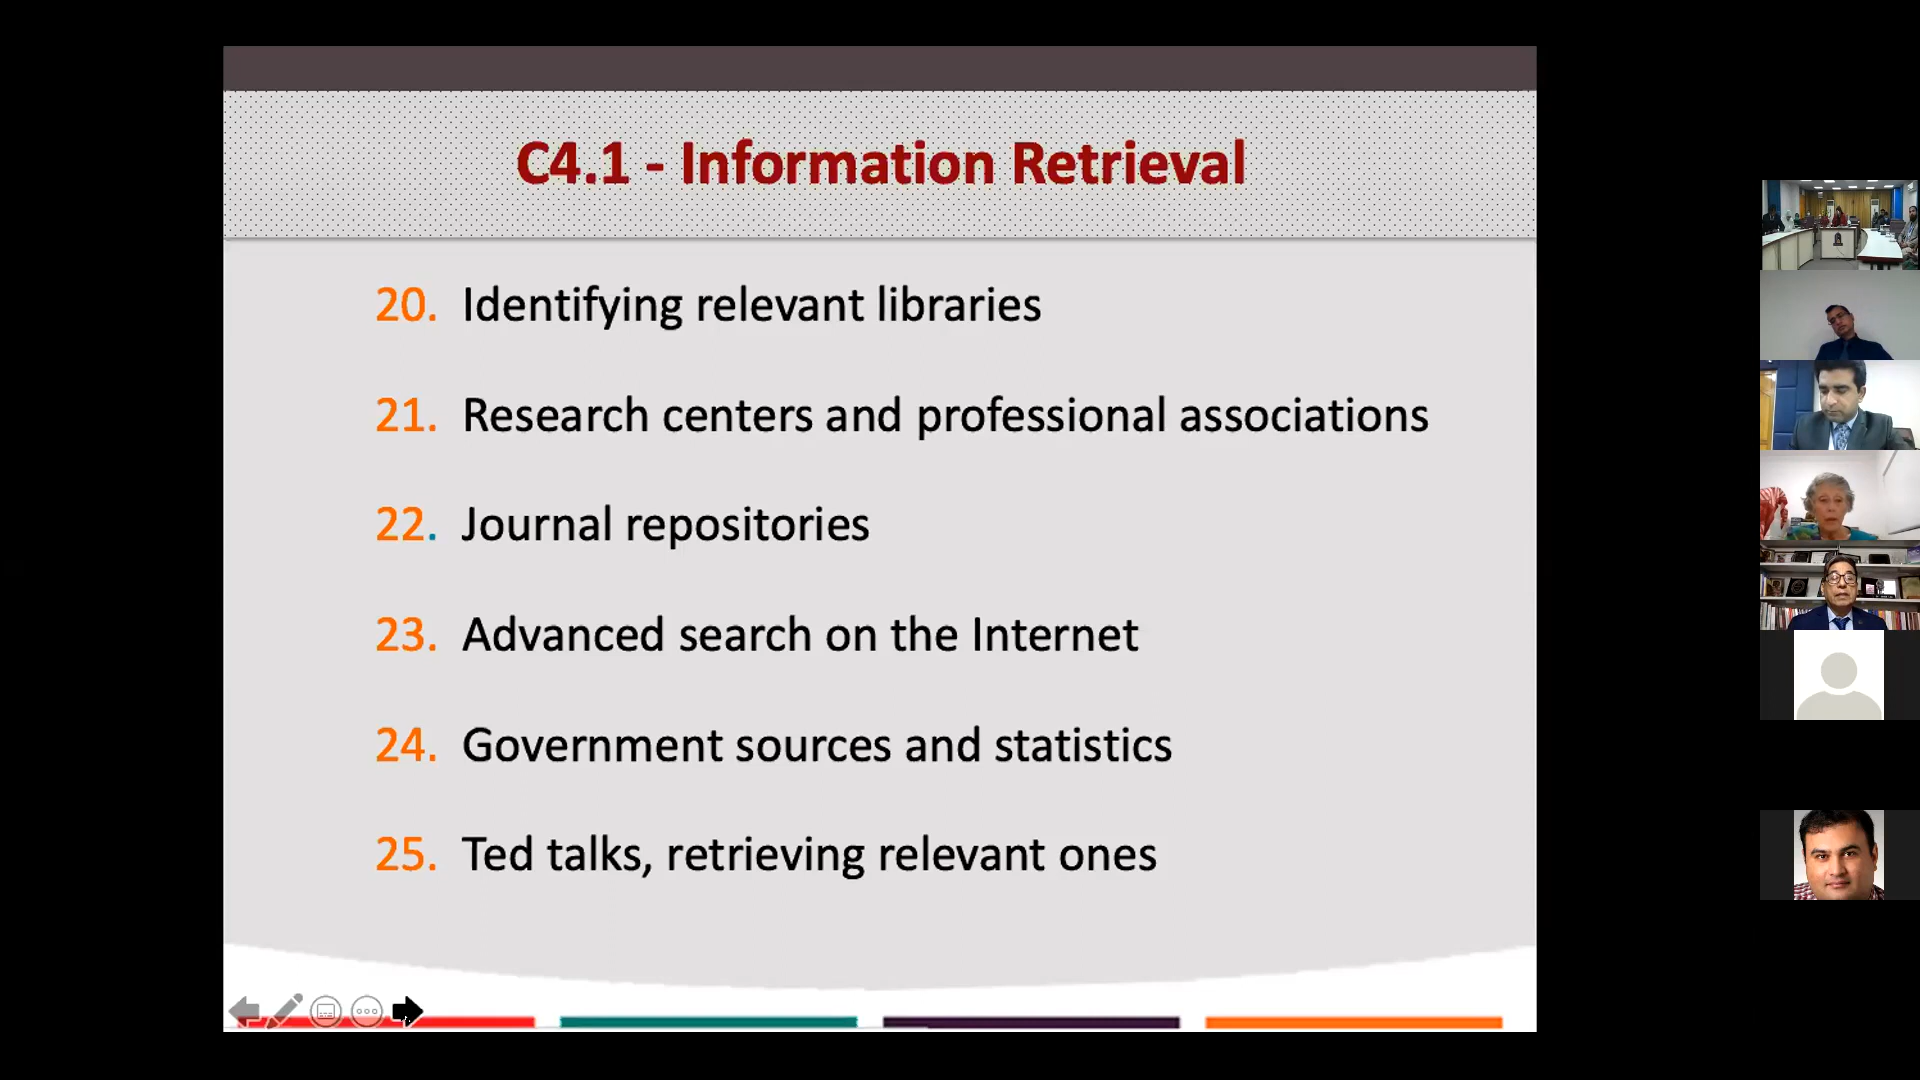 C4.1 - Information Retrieval
20. Identifying relevant libraries
21. Research centers and professional associations
22. Journal repositories
23. Advanced search on the Internet
24. Government sources and statistics
25. Ted talks, retrieving relevant ones